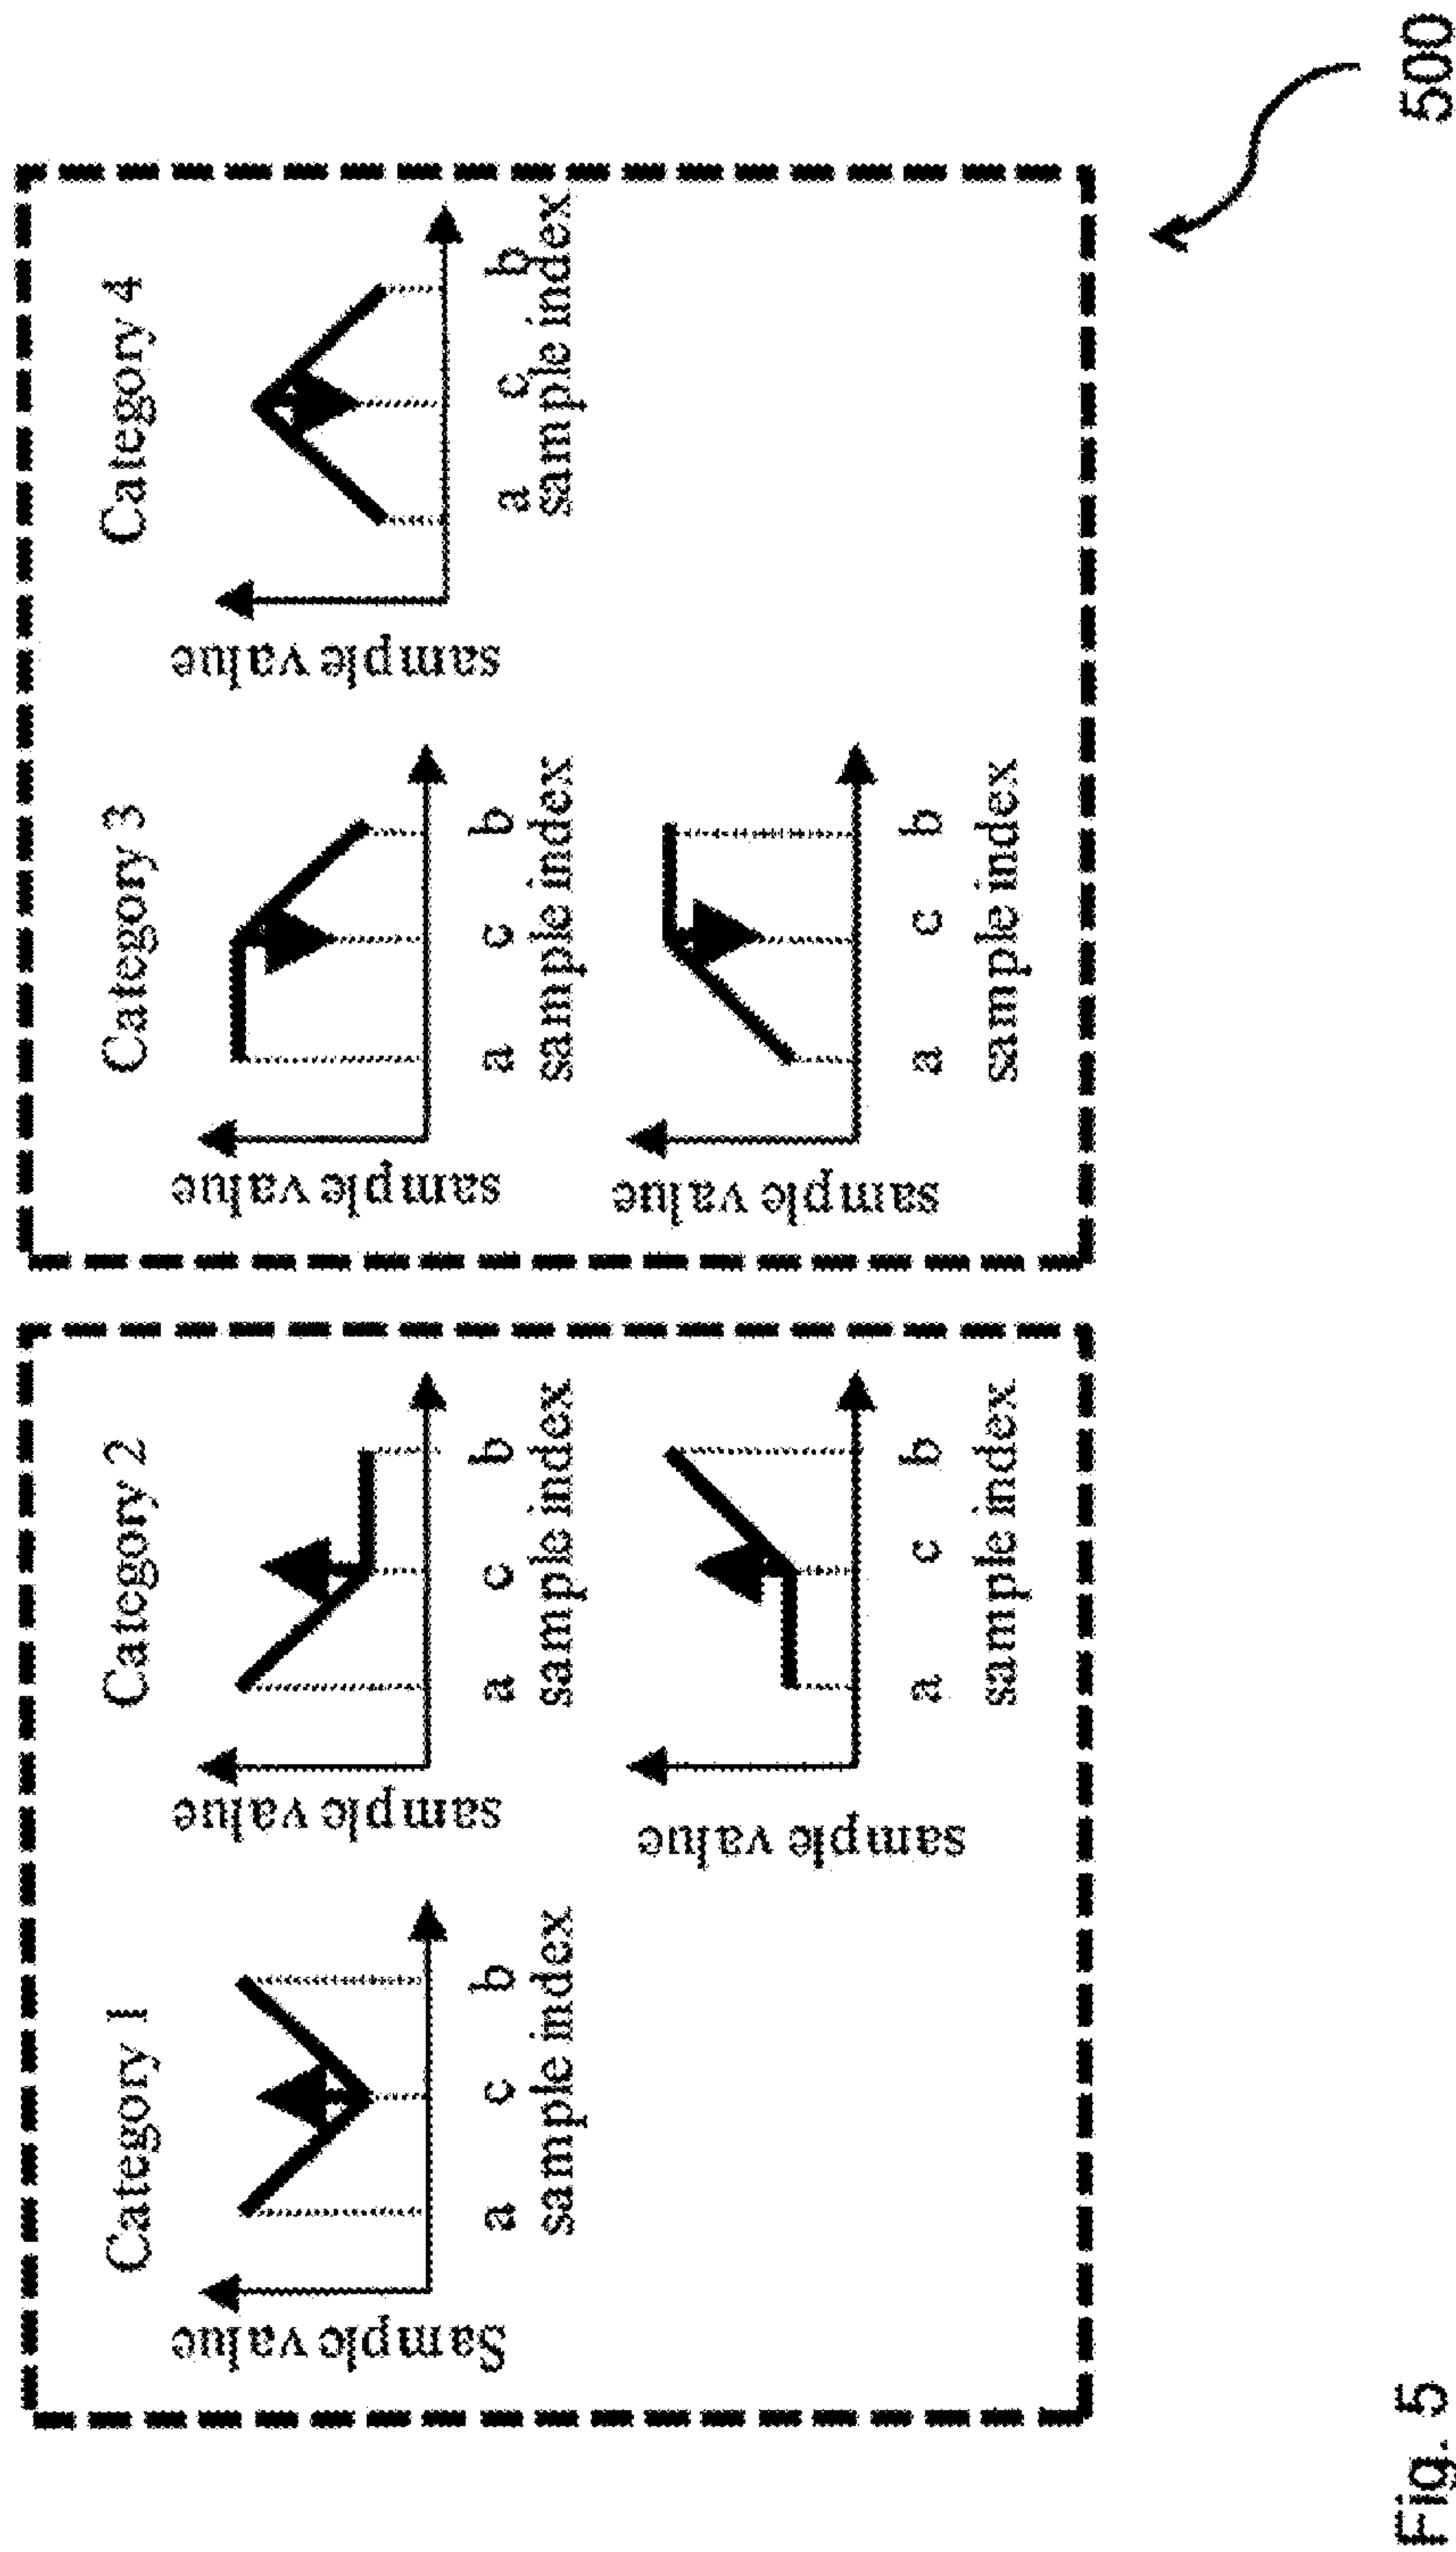 Category 1
Sample value
a c b
sample index
Category 2
sample value
a c b
sample index
sample value
a c b
sample index
Category 3
sample value
a c b
sample index
sample value
a c b
sample index
Category 4
sample value
a c b
sample index
Fig. 5
500